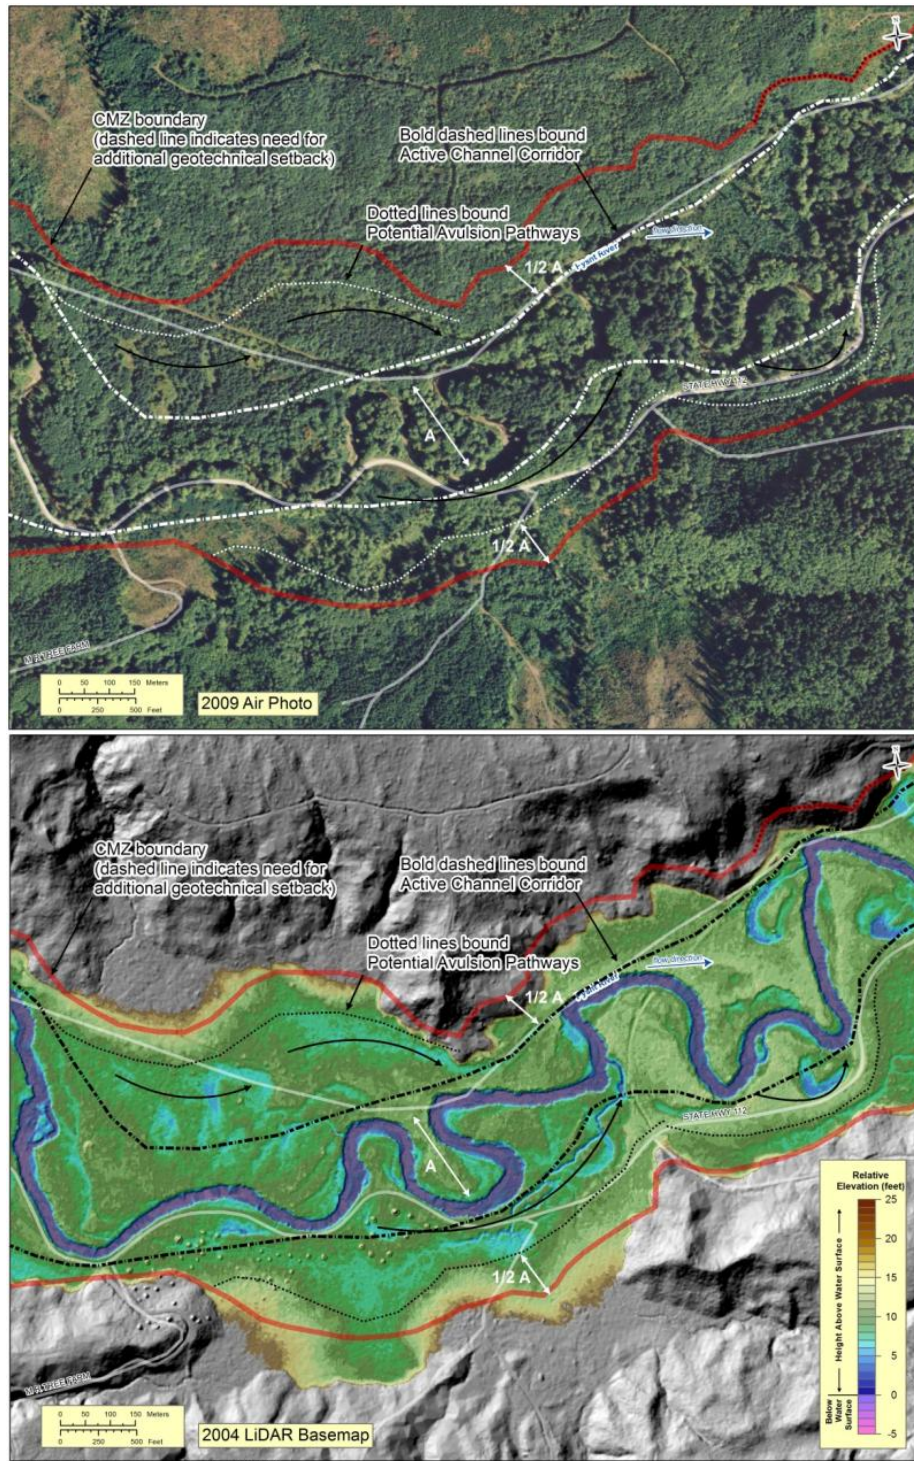 CMZ boundary
(dashed line indicates need for
additional geotechnical setback)
Bold dashed lines bound
Active Channel Corridor
Dotted lines bound
Potential Avulsion Pathways
1/2 A
flow direction
A
STATE HWY 112
1/2 A
TREE FARM
0 50 100 150 Meters
0 250 500 Feet
2009 Air Photo
CMZ boundary
(dashed line indicates need for
additional geotechnical setback)
Bold dashed lines bound
Active Channel Corridor
Dotted lines bound
Potential Avulsion Pathways
1/2 A
flow direction
A
STATE HWY 112
1/2 A
TREE FARM
0 50 100 150 Meters
0 250 500 Feet
2004 LiDAR Basemap
Relative
Elevation (feet)
25
20
15
10
5
0
-5
Height Above Water Surface
Below
Water
Surface